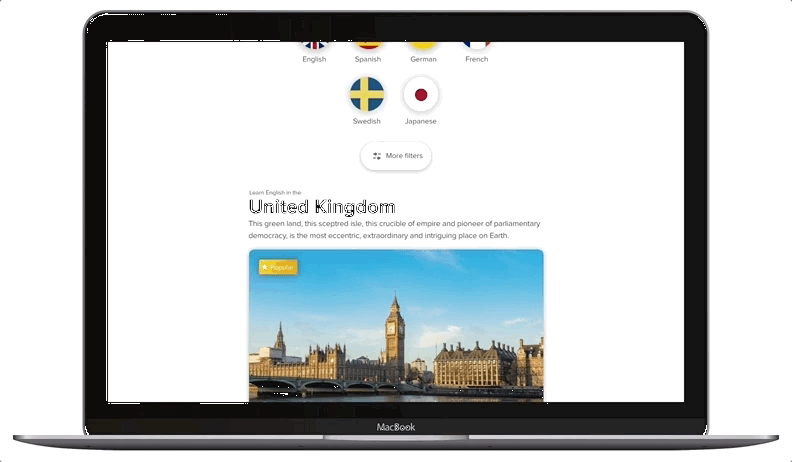 English Spanish German French
Swedish Japanese
More filters
Learn English in the
United Kingdom
This green land, this sceptred isle, this crucible of empire and pioneer of parliamentary
democracy, is the most eccentric, extraordinary and intriguing place on Earth.
Popular
MacBook